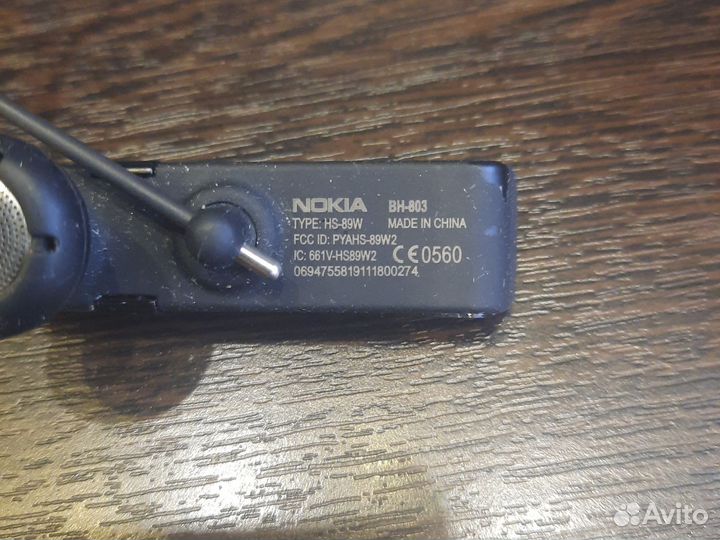 NOKIA BH-803
TYPE: HS-89W MADE IN CHINA
FCC ID: PYAHS-89W2
IC: 661V-HS89W2 CE0560
0694755819111800274
Avito